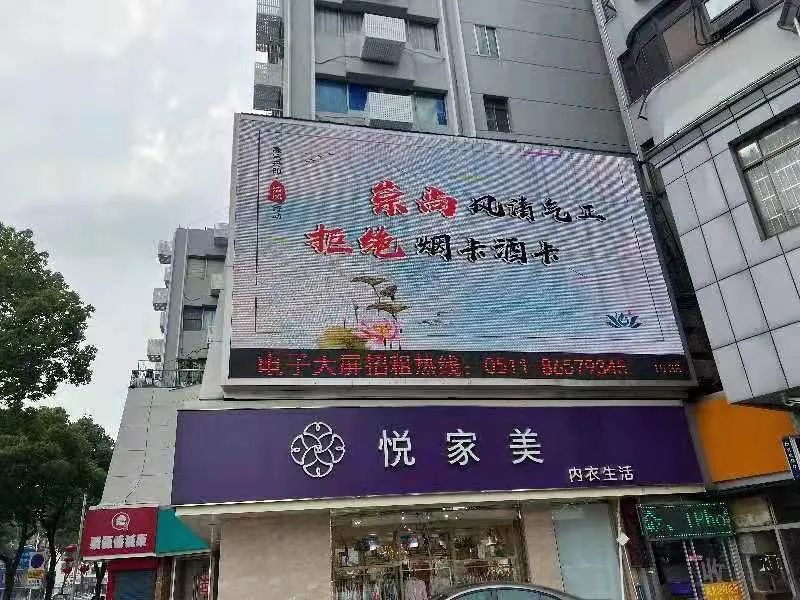 崇尚风清气正
拒绝烟卡酒卡
电子大屏招租热线：0511-86579345
悦家美
内衣生活